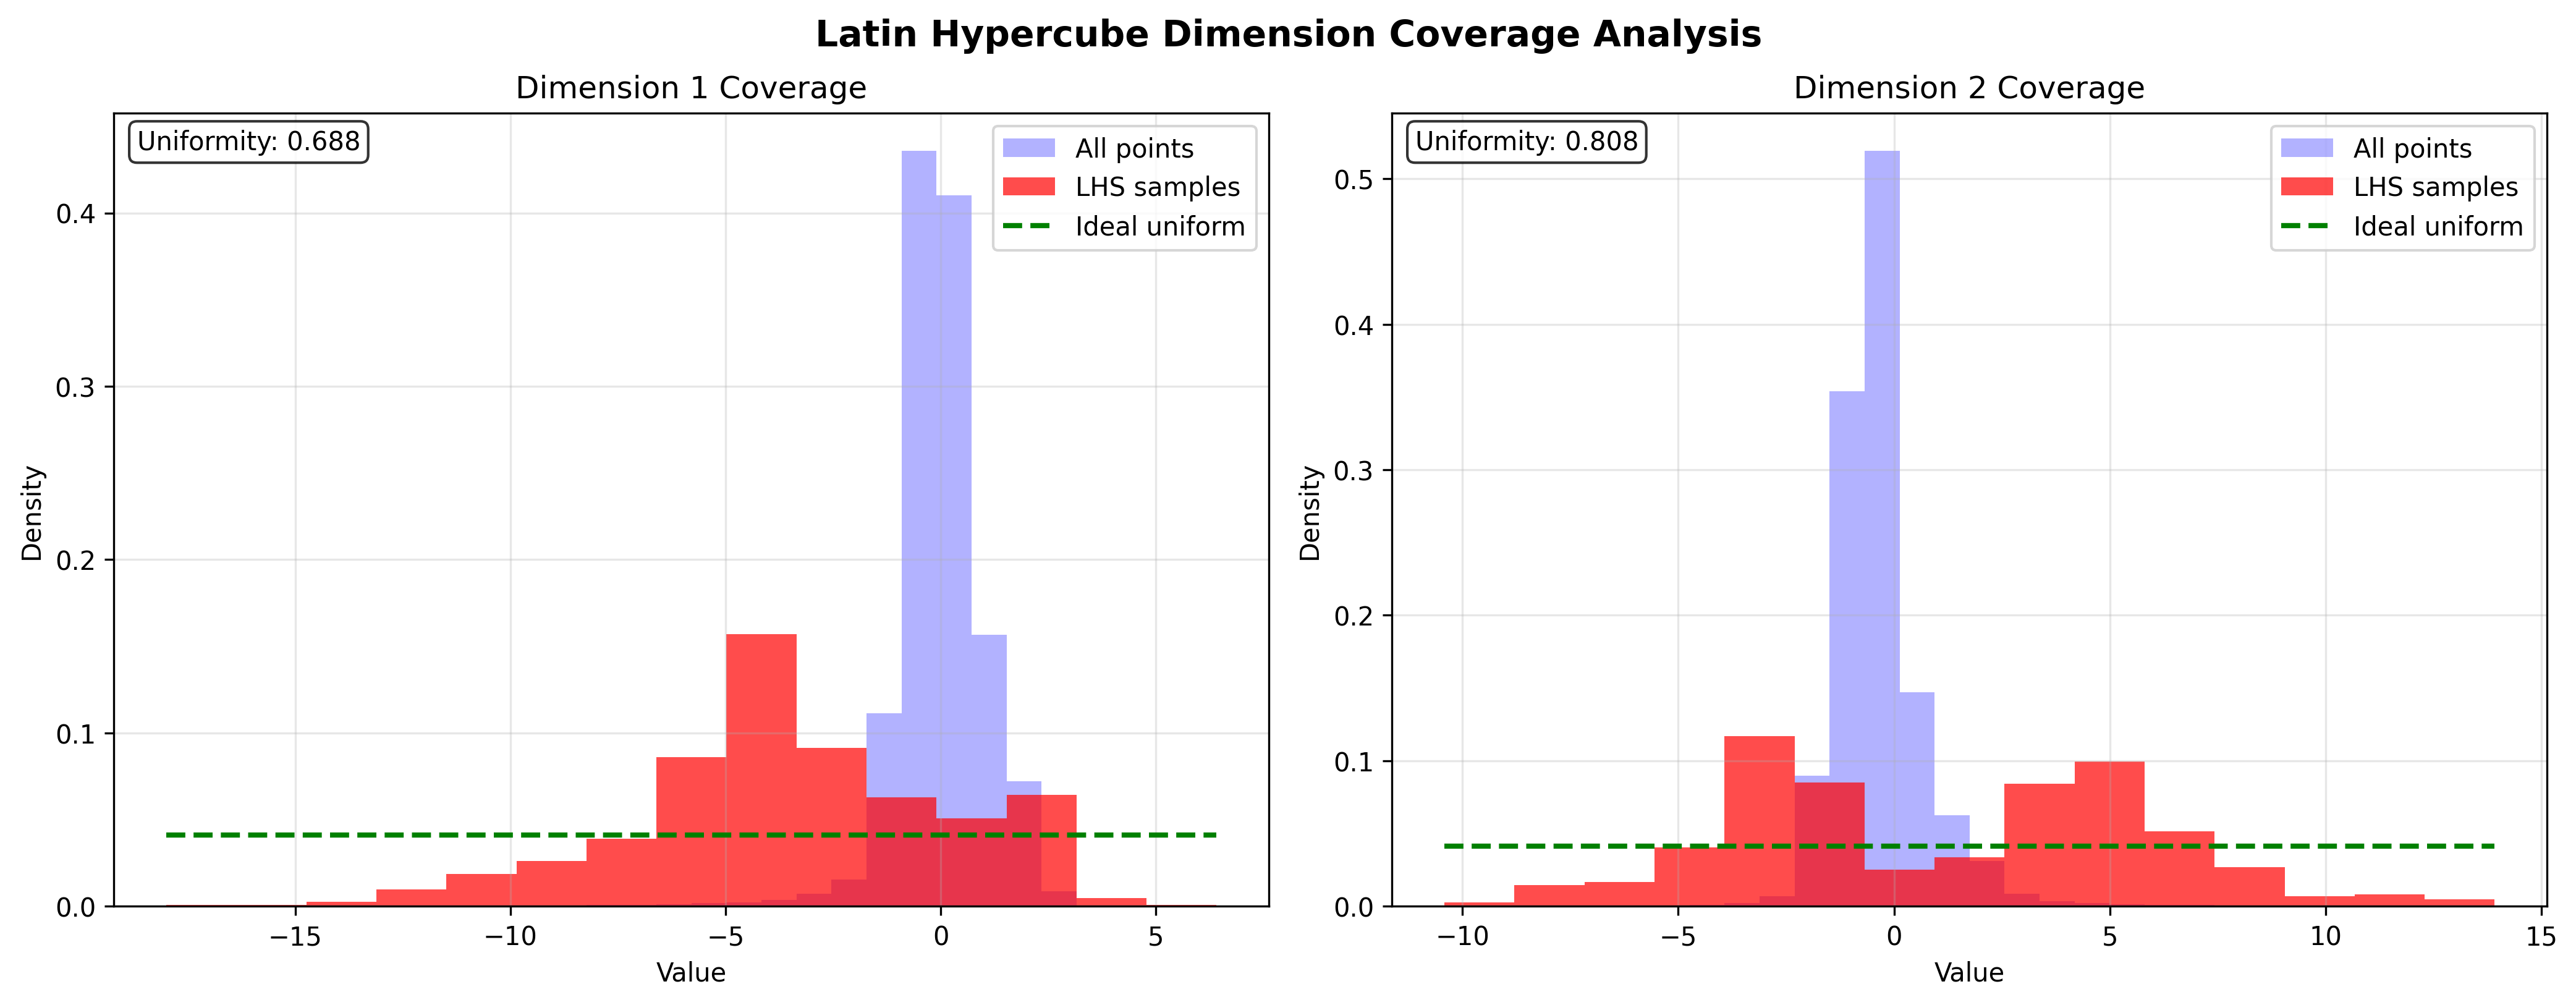 Latin Hypercube Dimension Coverage Analysis
Dimension 1 Coverage
Uniformity: 0.688
All points
LHS samples
Ideal uniform
Density
0.4
0.3
0.2
0.1
0.0
−15
−10
−5
0
5
Value
Dimension 2 Coverage
Uniformity: 0.808
All points
LHS samples
Ideal uniform
Density
0.5
0.4
0.3
0.2
0.1
0.0
−10
−5
0
5
10
15
Value